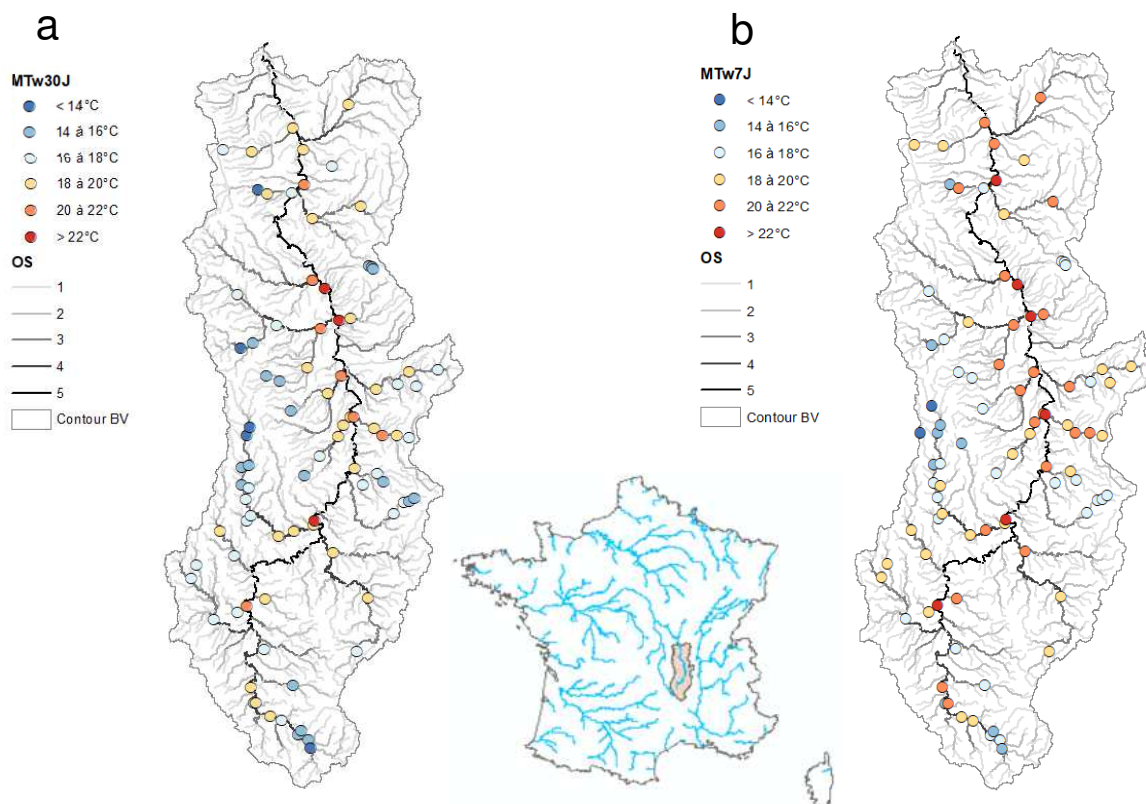 a
MTw30J
< 14°C
14 à 16°C
16 à 18°C
18 à 20°C
20 à 22°C
> 22°C
OS
1
2
3
4
5
Contour BV
b
MTw7J
< 14°C
14 à 16°C
16 à 18°C
18 à 20°C
20 à 22°C
> 22°C
OS
1
2
3
4
5
Contour BV